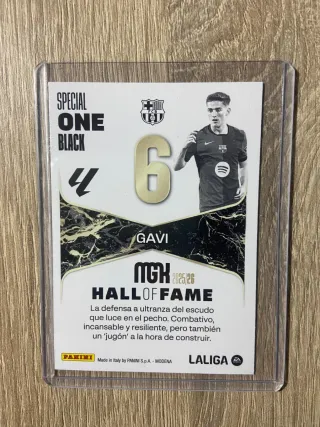 SPECIAL
ONE
BLACK
6
GAVI
MGK
HALL OF FAME
La defensa a ultranza del escudo
que luce en el pecho. Combativo,
incansable y resiliente, pero también
un 'jugón' a la hora de construir.
PANINI
Made in Italy by PANINI S.p.A. - MODENA
LALIGA